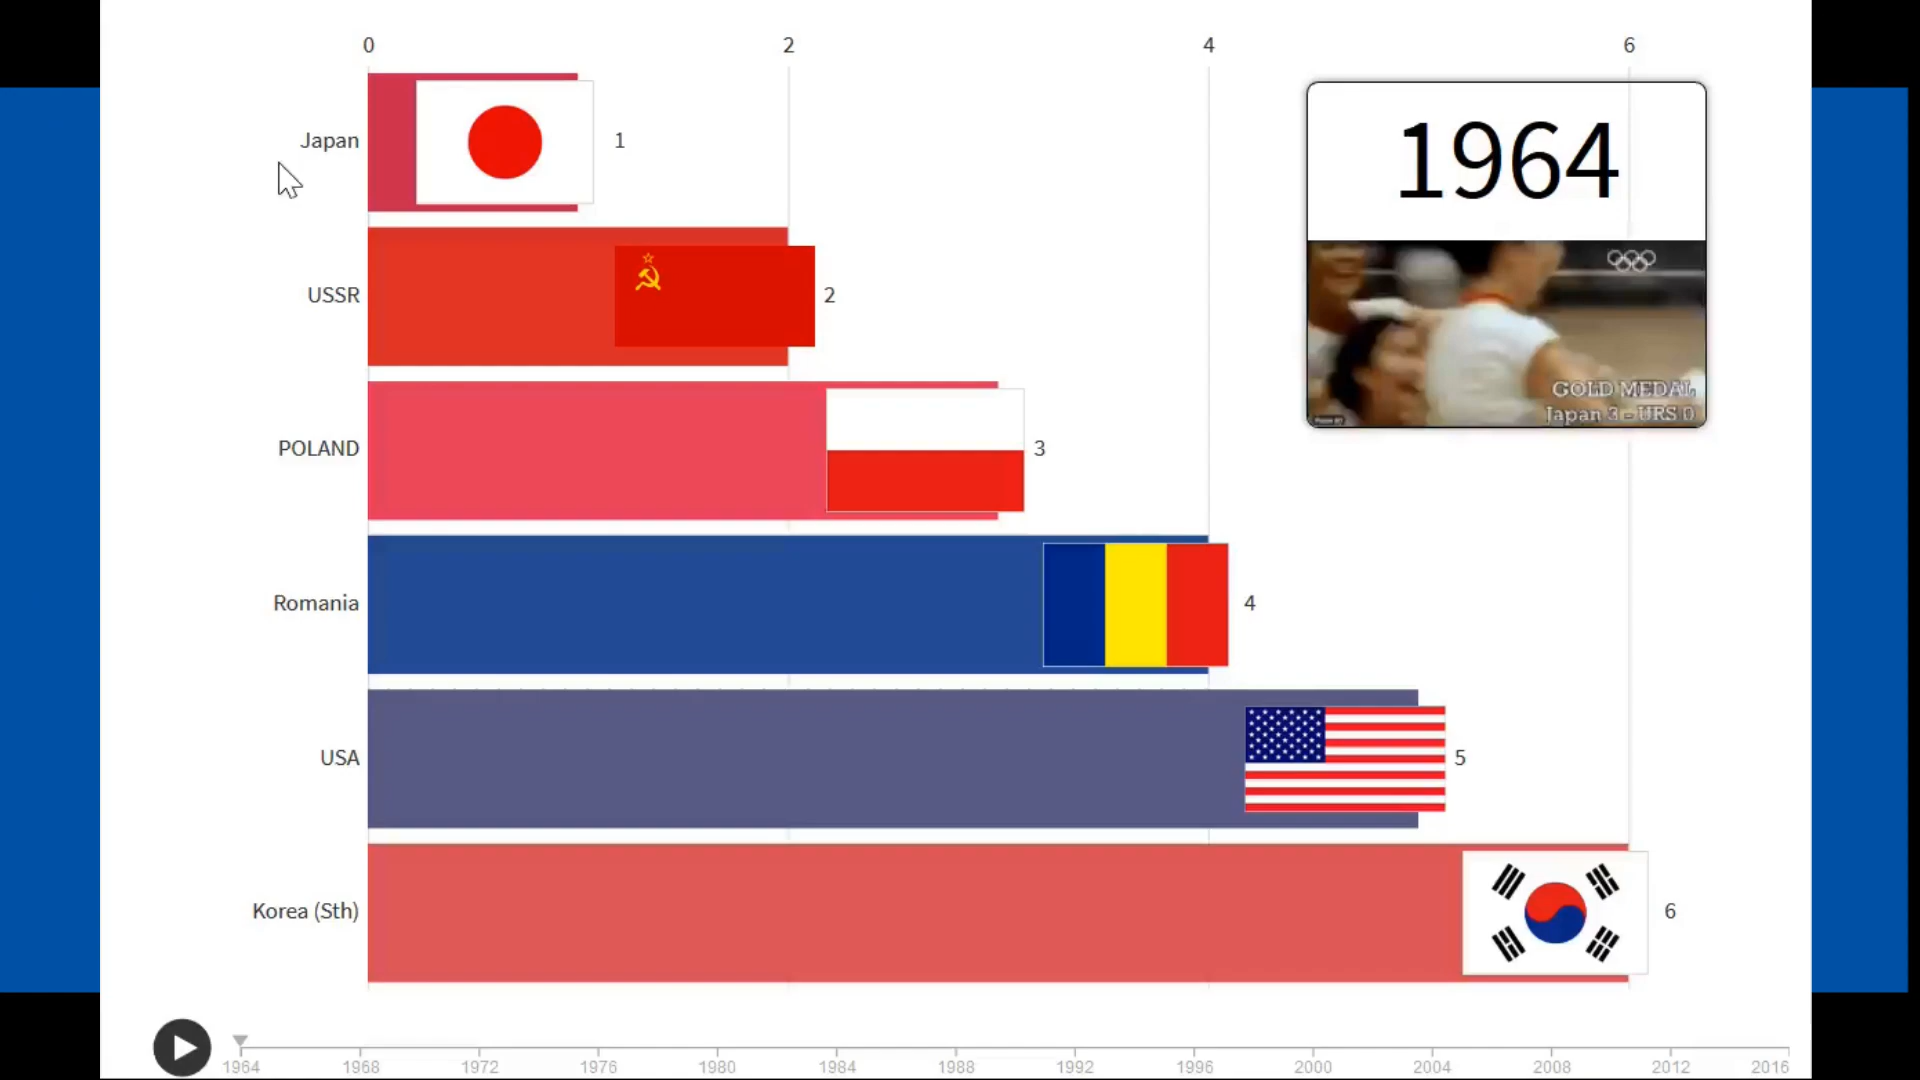 0 2 4 6
Japan 1
1964
USSR 2
GOLD MEDAL
Japan 3 - URS 0
POLAND 3
Romania 4
USA 5
Korea (Sth) 6
1964 1968 1972 1976 1980 1984 1988 1992 1996 2000 2004 2008 2012 2016